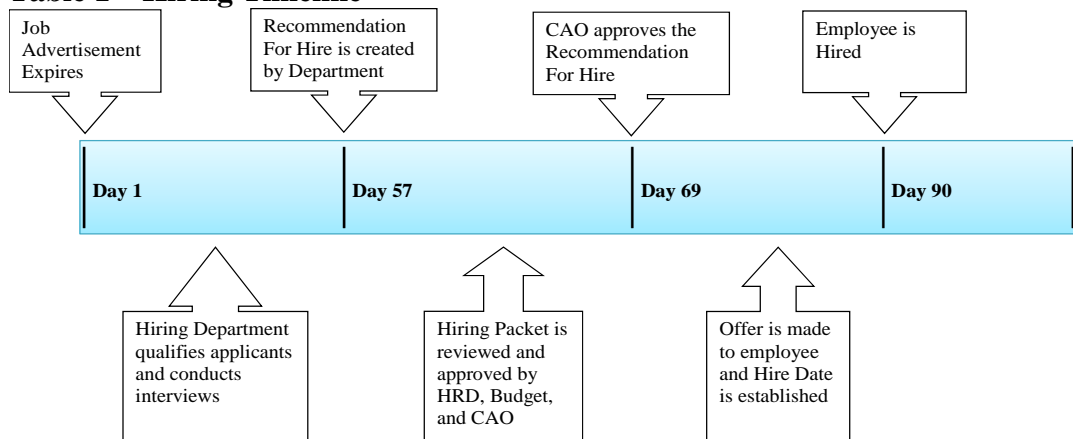 Hiring Timeline
Job
Advertisement
Expires
Recommendation
For Hire is created
by Department
CAO approves the
Recommendation
For Hire
Employee is
Hired
Day 1
Day 57
Day 69
Day 90
Hiring Department
qualifies applicants
and conducts
interviews
Hiring Packet is
reviewed and
approved by
HRD, Budget,
and CAO
Offer is made
to employee
and Hire Date
is established